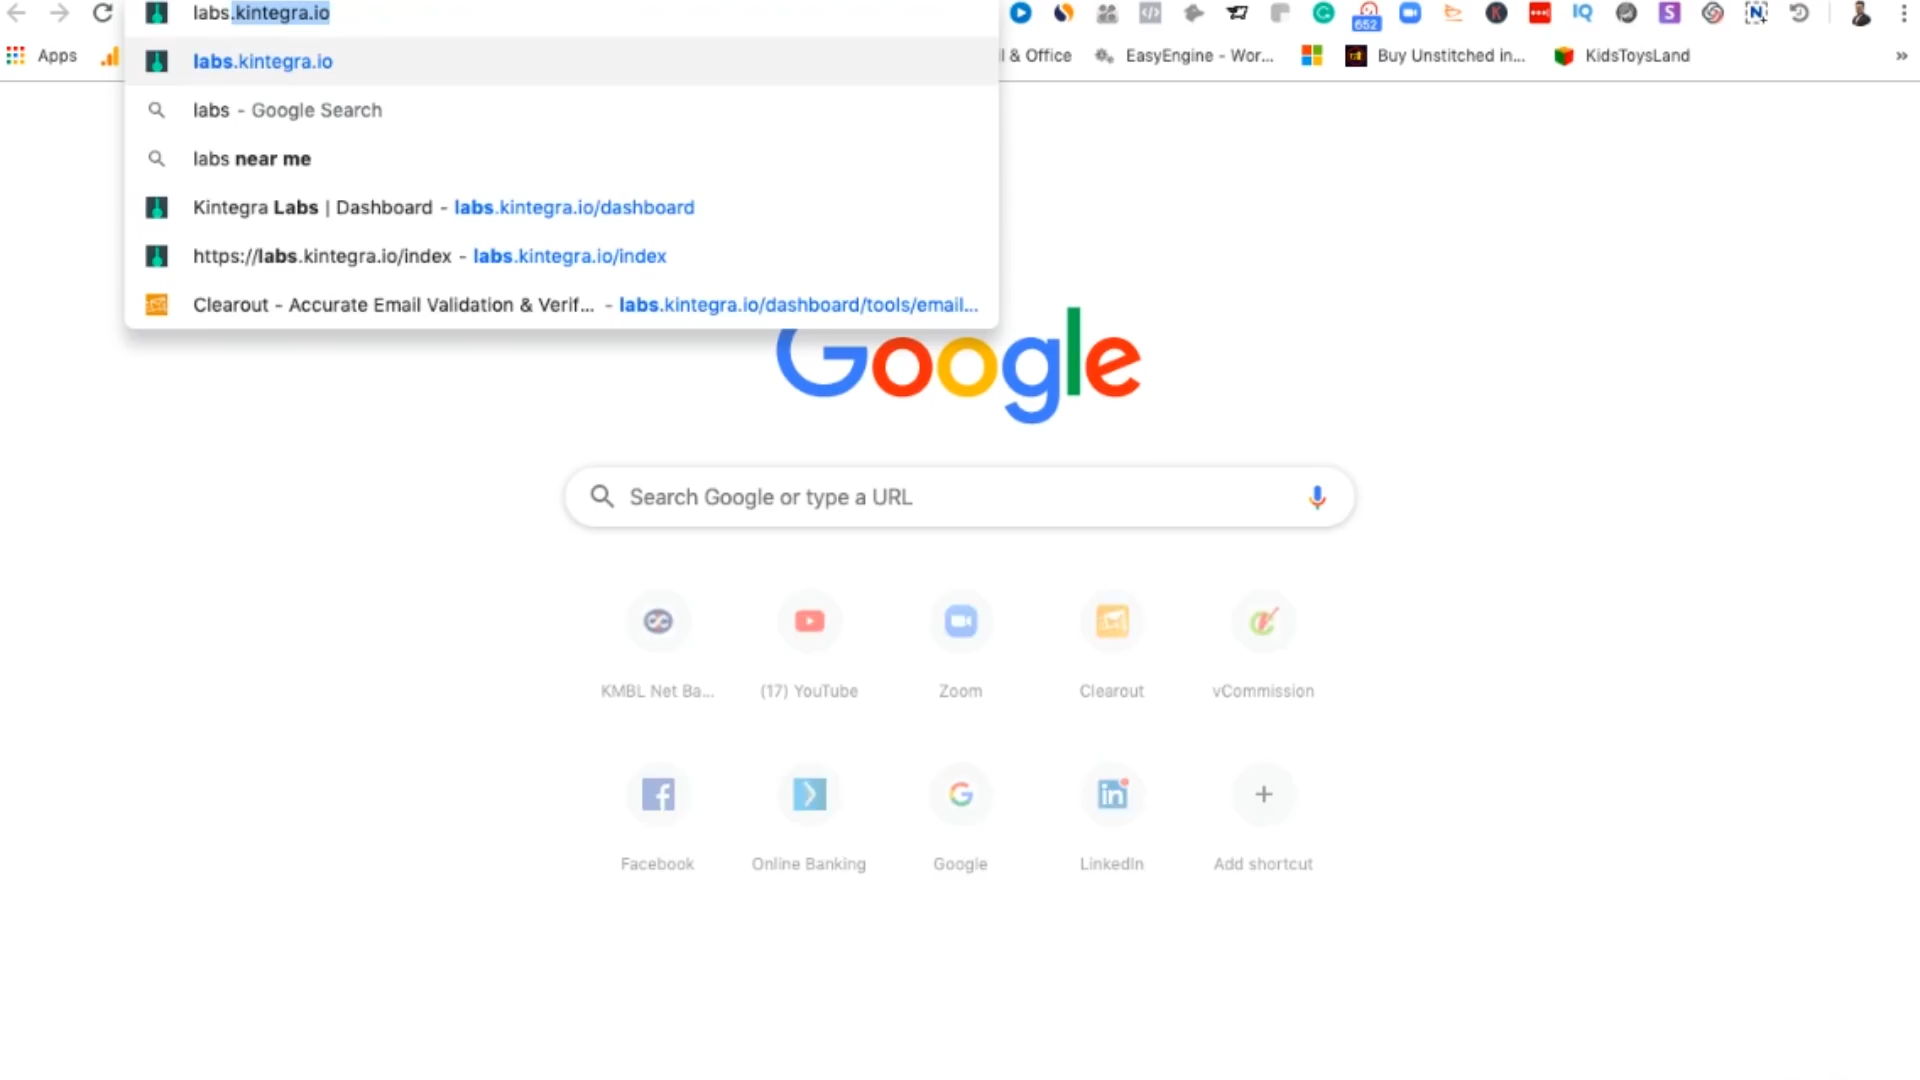 labs.kintegra.io
652
Apps
l & Office
EasyEngine - Wor...
Buy Unstitched in...
KidsToysLand
»
labs.kintegra.io
labs - Google Search
labs near me
Kintegra Labs | Dashboard - labs.kintegra.io/dashboard
https://labs.kintegra.io/index - labs.kintegra.io/index
Clearout - Accurate Email Validation & Verif... - labs.kintegra.io/dashboard/tools/email...
Google
Search Google or type a URL
KMBL Net Ba...
(17) YouTube
Zoom
Clearout
vCommission
Facebook
Online Banking
Google
LinkedIn
Add shortcut